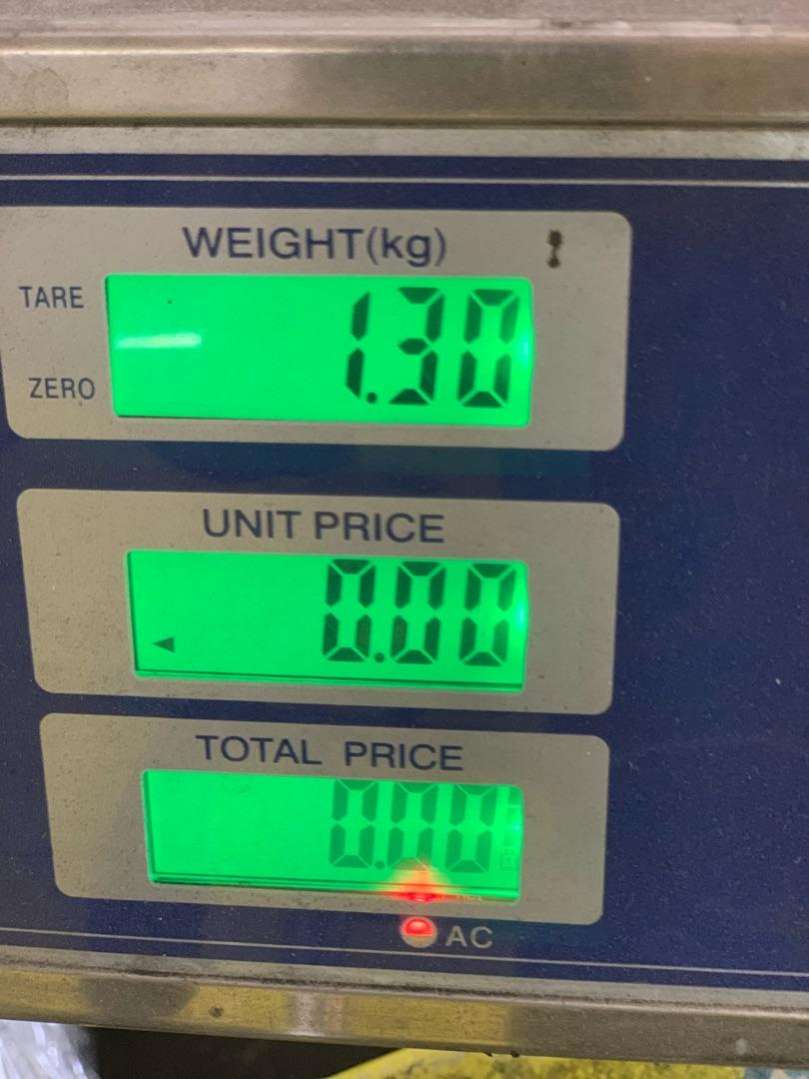 WEIGHT(kg)
TARE
1.30
ZERO
UNIT PRICE
0.00
TOTAL PRICE
0.00
AC